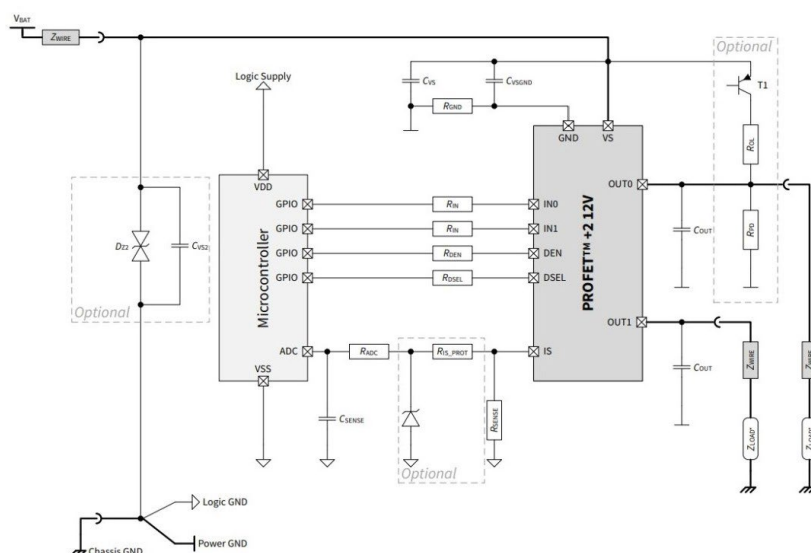 VBAT
ZWIRE
Optional
Logic Supply
CVS
CVSGND
T1
RGND
GND
VS
ROL
VDD
OUT0
GPIO
RIN
IN0
GPIO
RIN
IN1
GPIO
RDEN
DEN
GPIO
RDSEL
DSEL
COUT
RPD
DZ2
CVS2
Optional
Microcontroller
PROFET™ +2 12V
OUT1
ADC
RADC
RIS_PROT
IS
VSS
COUT
ZWIRE
ZWIRE
CSENSE
RSENSE
ZLOAD*
ZLOAD*
Optional
Logic GND
Power GND
Chassis GND